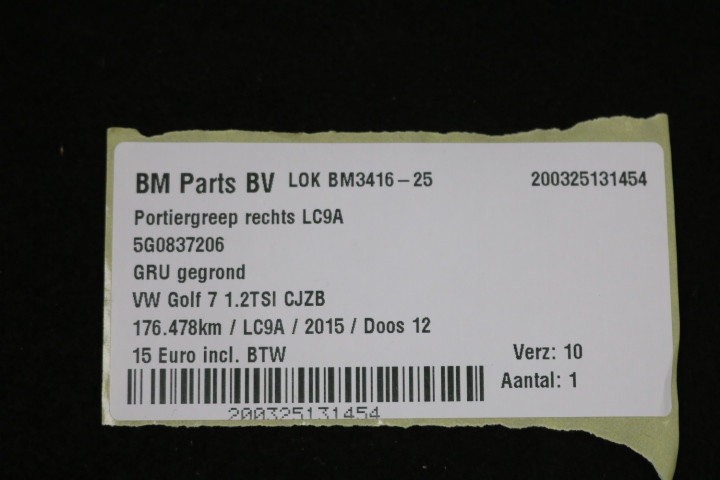 BM Parts BV LOK BM3416-25 200325131454
Portiergreep rechts LC9A
5G0837206
GRU gegrond
VW Golf 7 1.2TSI CJZB
176.478km / LC9A / 2015 / Doos 12
15 Euro incl. BTW Verz: 10
Aantal: 1
200325131454